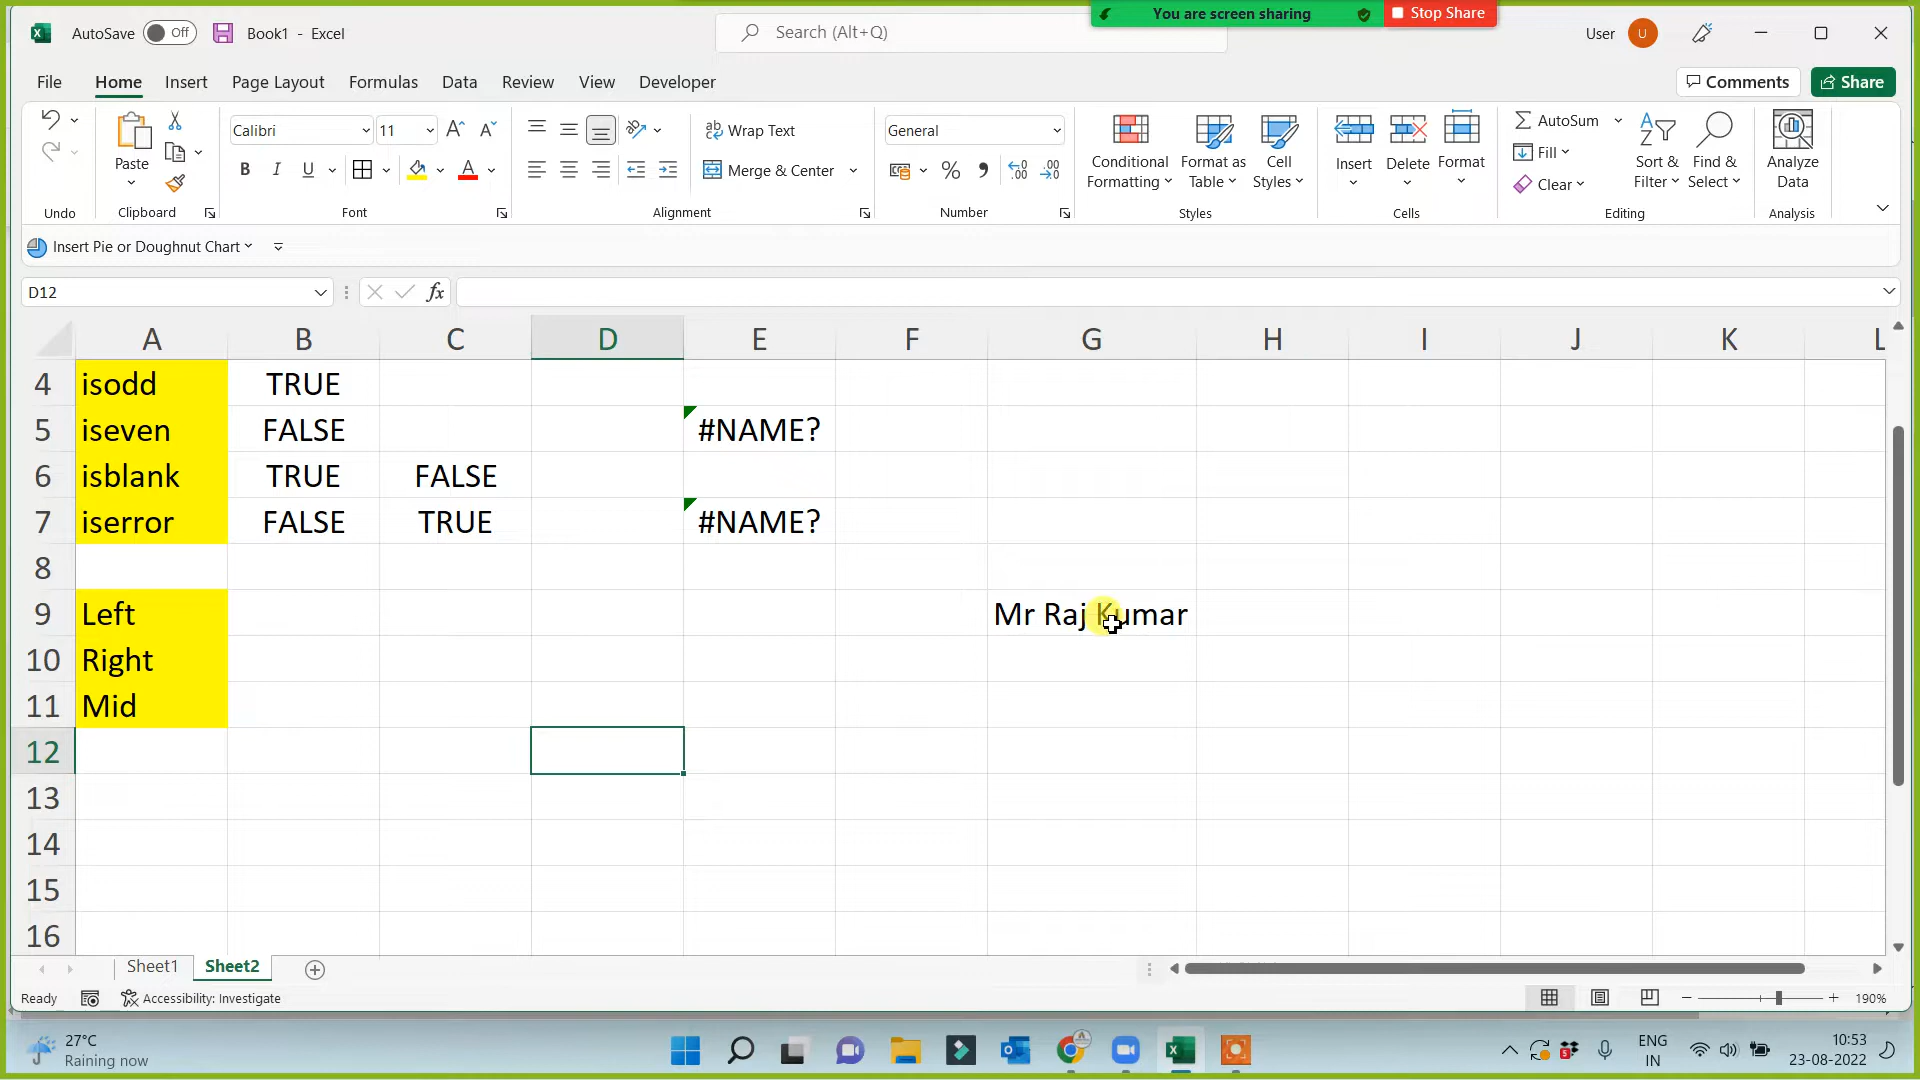 You are screen sharing
Stop Share
AutoSave Off Book1 - Excel
Search (Alt+Q)
User U
File Home Insert Page Layout Formulas Data Review View Developer
Comments Share
Paste
Calibri 11
Wrap Text
Merge & Center
General
Conditional Formatting
Format as Table
Cell Styles
Insert Delete Format
AutoSum
Fill
Clear
Sort & Filter
Find & Select
Analyze Data
Undo Clipboard Font Alignment Number Styles Cells Editing Analysis
Insert Pie or Doughnut Chart
D12
fx
A B C D E F G H I J K L
4 isodd TRUE
5 iseven FALSE #NAME?
6 isblank TRUE FALSE
7 iserror FALSE TRUE #NAME?
8
9 Left Mr Raj Kumar
10 Right
11 Mid
12
13
14
15
16
Sheet1 Sheet2
Ready Accessibility: Investigate 190%
27°C
Raining now
ENG
IN
10:53
23-08-2022